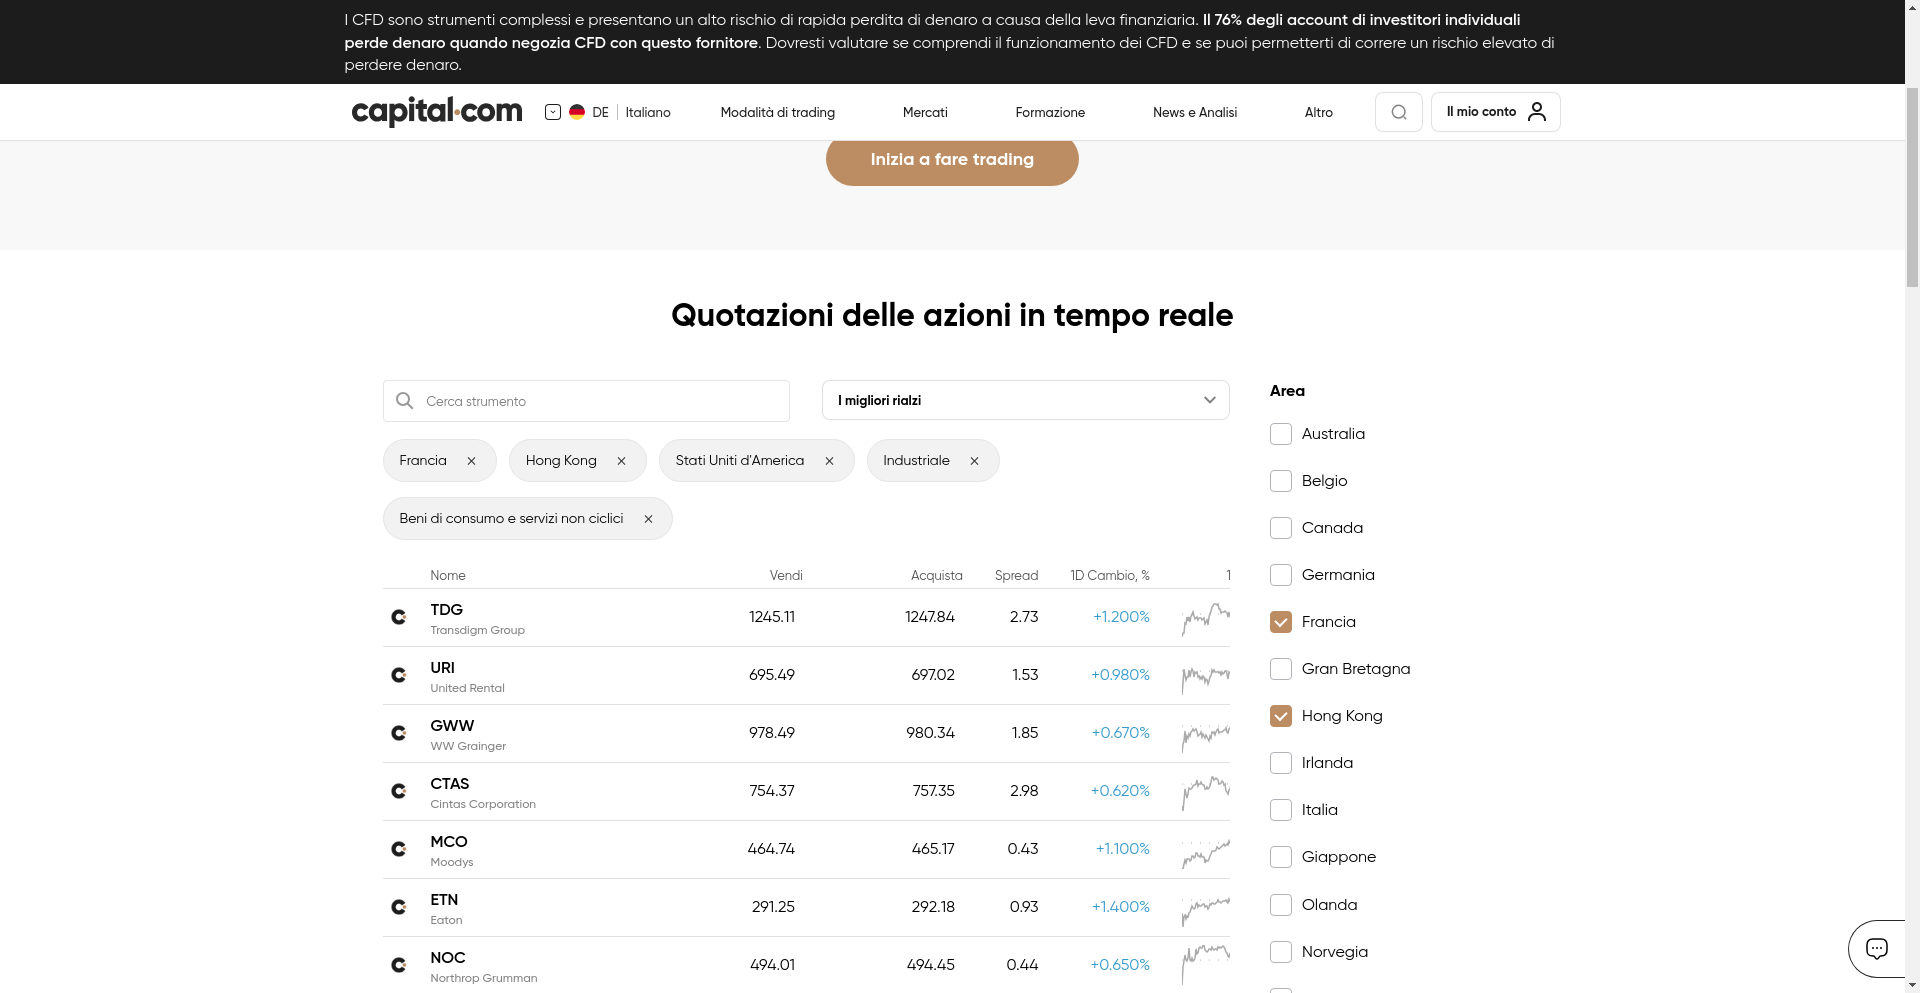 I CFD sono strumenti complessi e presentano un alto rischio di rapida perdita di denaro a causa della leva finanziaria. Il 76% degli account di investitori individuali
perde denaro quando negozia CFD con questo fornitore. Dovresti valutare se comprendi il funzionamento dei CFD e se puoi permetterti di correre un rischio elevato di
perdere denaro.
capital.com DE Italiano Modalità di trading Mercati Formazione News e Analisi Altro Il mio conto
Inizia a fare trading
Quotazioni delle azioni in tempo reale
Cerca strumento I migliori rialzi
Francia Hong Kong Stati Uniti d'America Industriale
Beni di consumo e servizi non ciclici
Nome Vendi Acquista Spread 1D Cambio, % 1
TDG 1245.11 1247.84 2.73 +1.200%
Transdigm Group
URI 695.49 697.02 1.53 +0.980%
United Rental
GWW 978.49 980.34 1.85 +0.670%
WW Grainger
CTAS 754.37 757.35 2.98 +0.620%
Cintas Corporation
MCO 464.74 465.17 0.43 +1.100%
Moodys
ETN 291.25 292.18 0.93 +1.400%
Eaton
NOC 494.01 494.45 0.44 +0.650%
Northrop Grumman
Area
Australia
Belgio
Canada
Germania
Francia
Gran Bretagna
Hong Kong
Irlanda
Italia
Giappone
Olanda
Norvegia